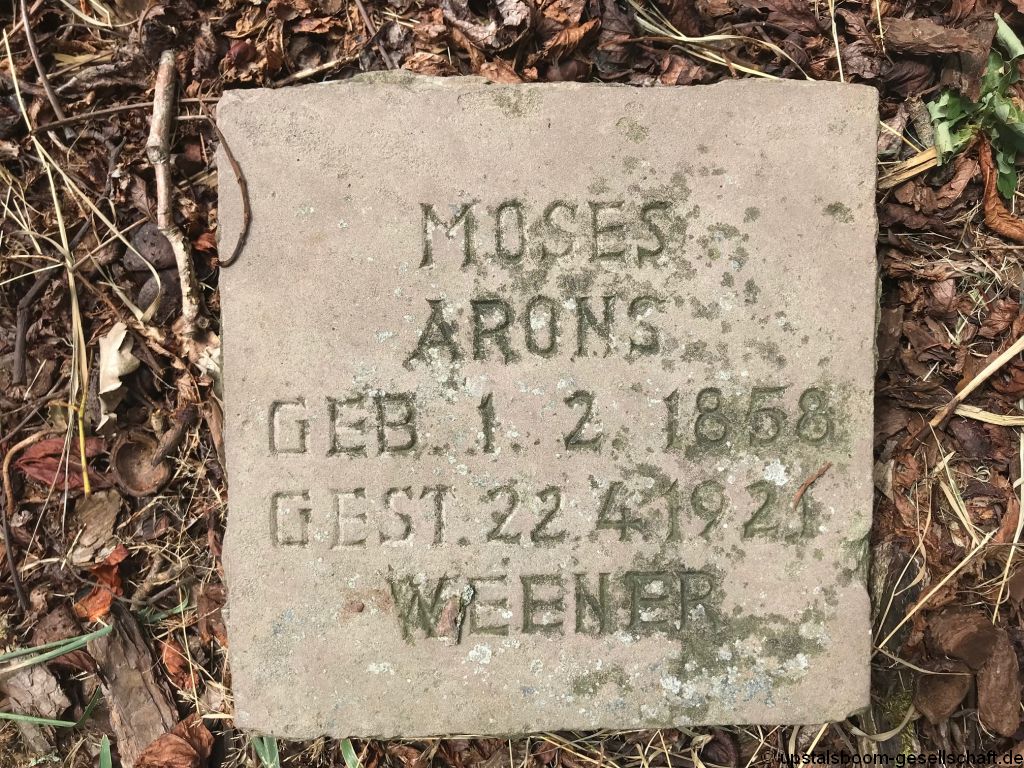 MOSES
ARONS
GEB. 1. 2. 1858
GEST. 22.4.1921
WEENER
upstalsboom-gesellschaft.de